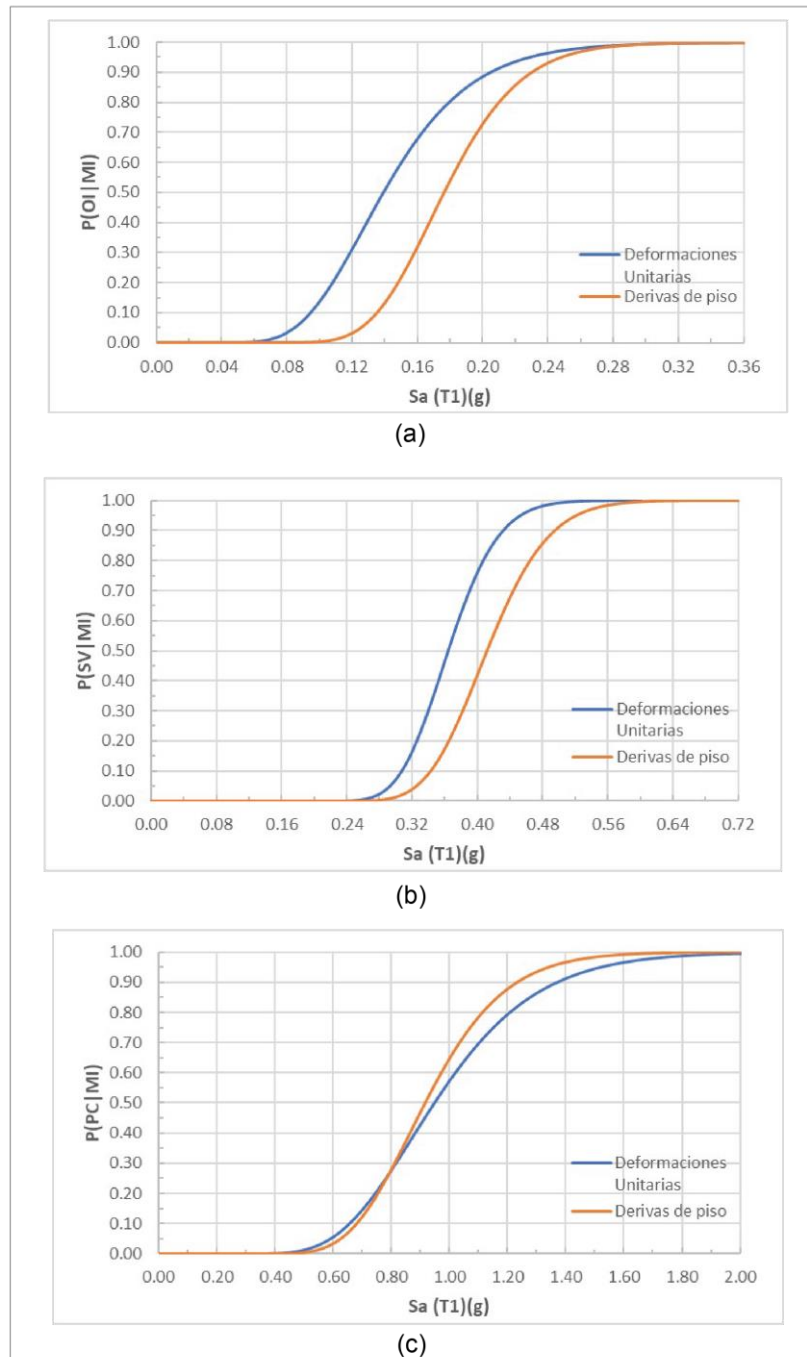 1.00
0.90
0.80
0.70
0.60
0.50
0.40
0.30
0.20
0.10
0.00
P(OI|MI)
Deformaciones
Unitarias
Derivas de piso
0.00 0.04 0.08 0.12 0.16 0.20 0.24 0.28 0.32 0.36
Sa (T1)(g)
(a)
1.00
0.90
0.80
0.70
0.60
0.50
0.40
0.30
0.20
0.10
0.00
P(SV|MI)
Deformaciones
Unitarias
Derivas de piso
0.00 0.08 0.16 0.24 0.32 0.40 0.48 0.56 0.64 0.72
Sa (T1)(g)
(b)
1.00
0.90
0.80
0.70
0.60
0.50
0.40
0.30
0.20
0.10
0.00
P(PC|MI)
Deformaciones
Unitarias
Derivas de piso
0.00 0.20 0.40 0.60 0.80 1.00 1.20 1.40 1.60 1.80 2.00
Sa (T1)(g)
(c)